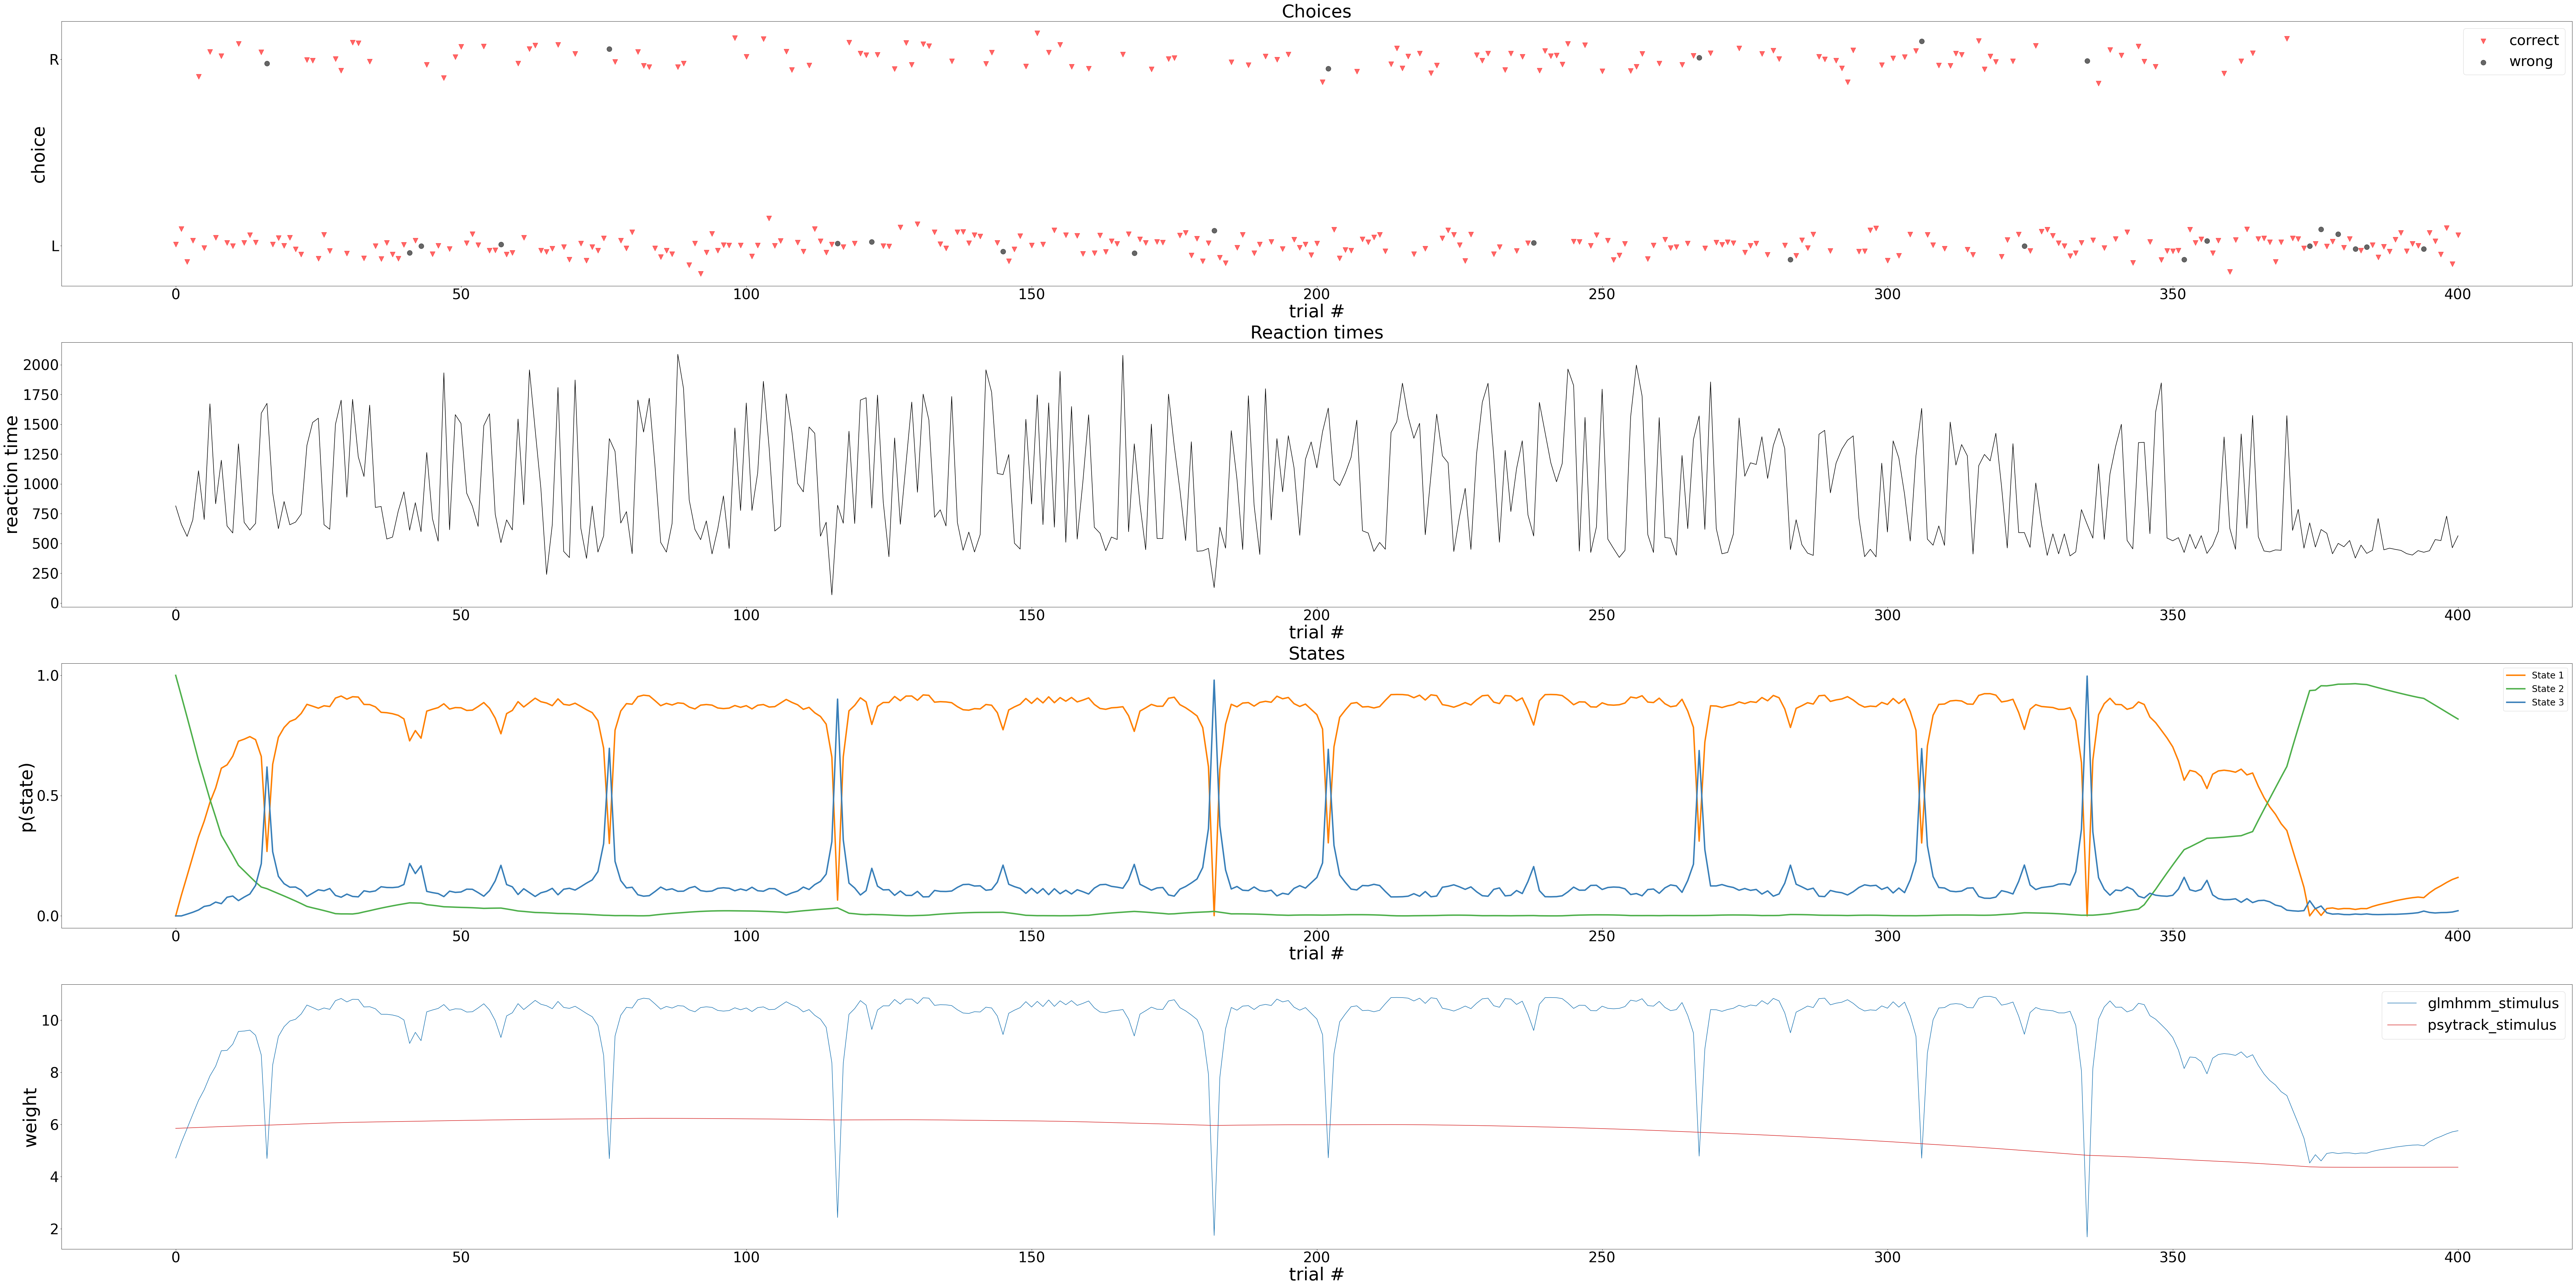 Choices
R
L
choice
correct
wrong
0 50 100 150 200 250 300 350 400
trial #
Reaction times
2000
1750
1500
1250
1000
750
500
250
0
reaction time
0 50 100 150 200 250 300 350 400
trial #
States
1.0
0.5
0.0
p(state)
State 1
State 2
State 3
0 50 100 150 200 250 300 350 400
trial #
10
8
6
4
2
weight
glmhmm_stimulus
psytrack_stimulus
0 50 100 150 200 250 300 350 400
trial #